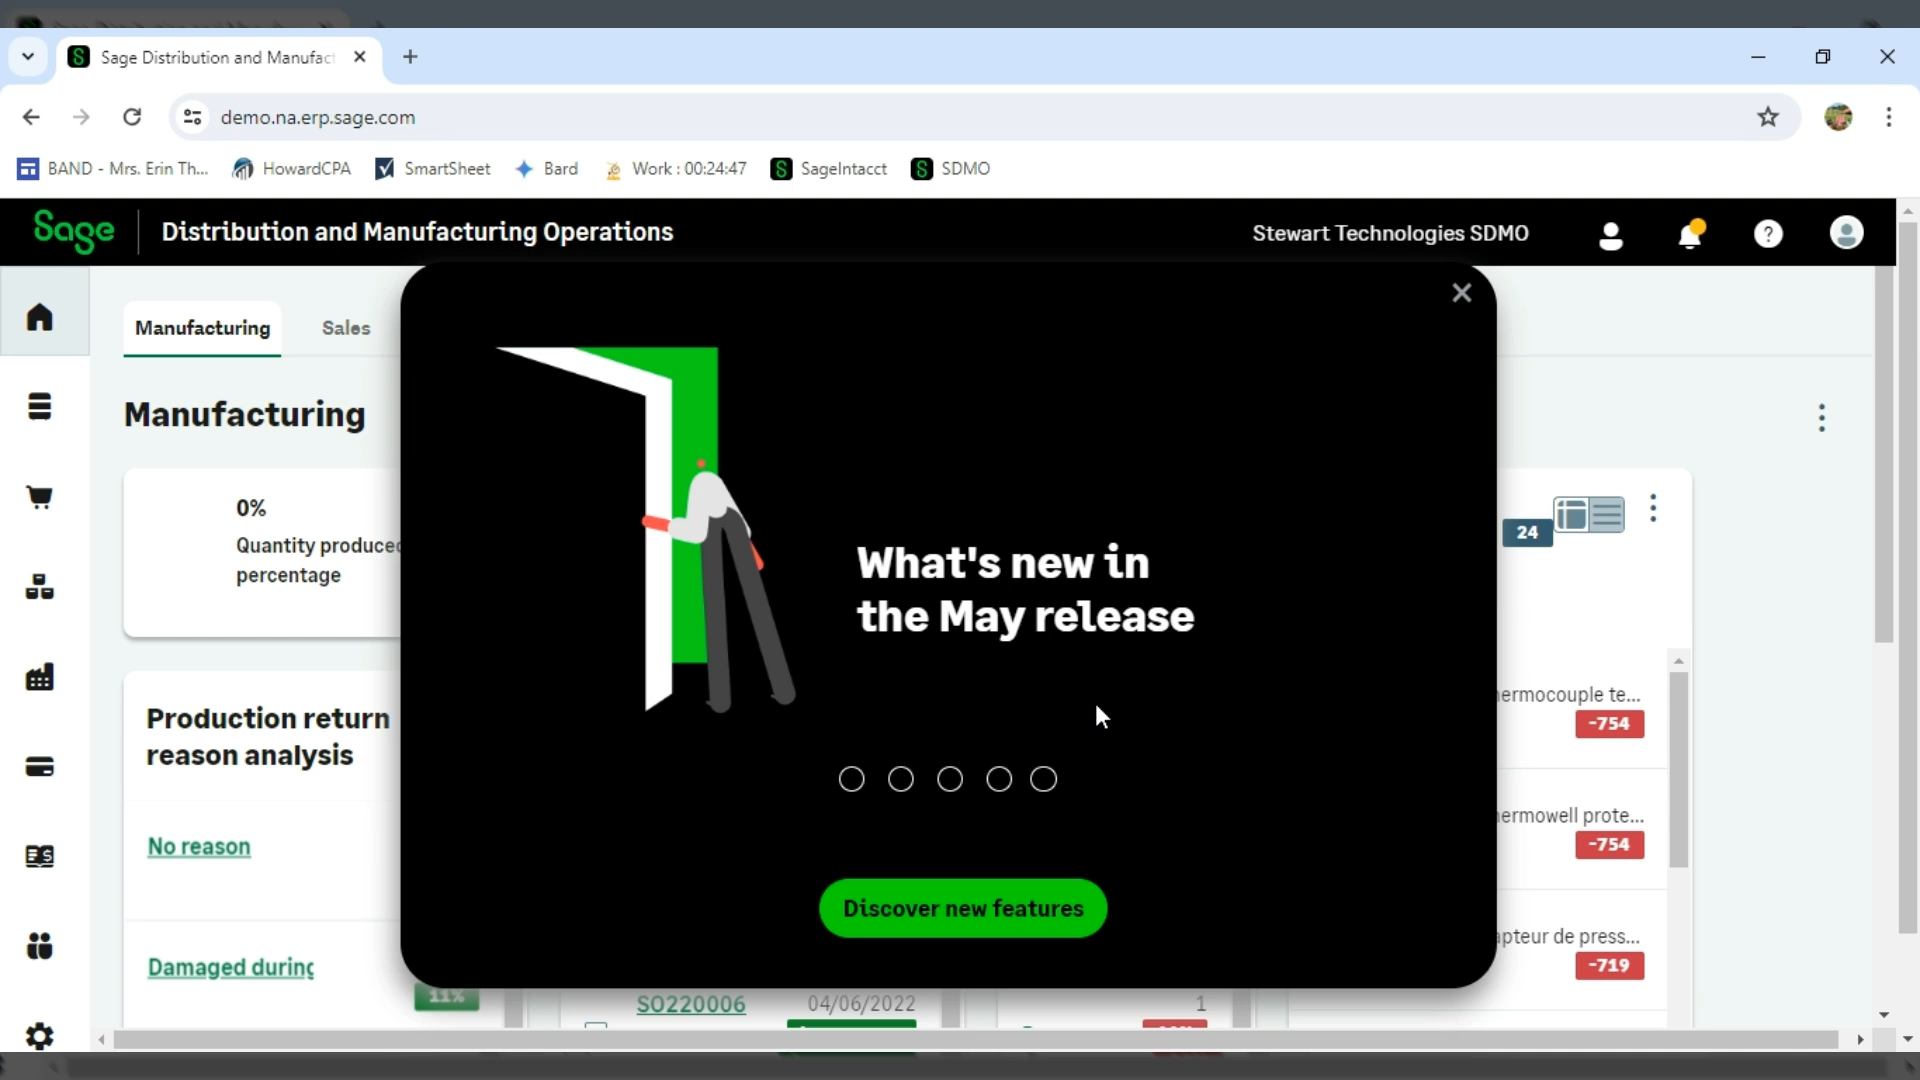 Sage Distribution and Manufact
demo.na.erp.sage.com
BAND - Mrs. Erin Th...
HowardCPA
SmartSheet
Bard
Work : 00:24:47
SageIntacct
SDMO
Sage
Distribution and Manufacturing Operations
Stewart Technologies SDMO
Manufacturing
Sales
Manufacturing
0%
Quantity produced
percentage
24
What's new in
the May release
ermocouple te...
-754
Production return
reason analysis
ermowell prote...
-754
No reason
Discover new features
apteur de press...
-719
Damaged during
11%
SO220006
04/06/2022
1